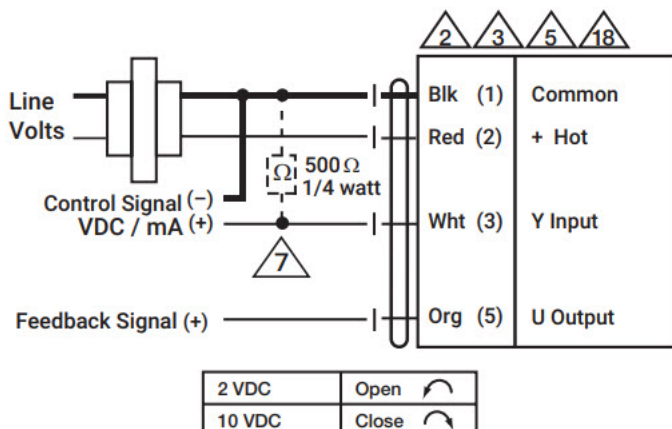 2 3 5 18
Line
Volts
Blk (1) Common
Red (2) + Hot
Ω 500 Ω
1/4 watt
Control Signal (–)
VDC / mA (+)
Wht (3) Y Input
7
Feedback Signal (+)
Org (5) U Output
2 VDC Open
10 VDC Close